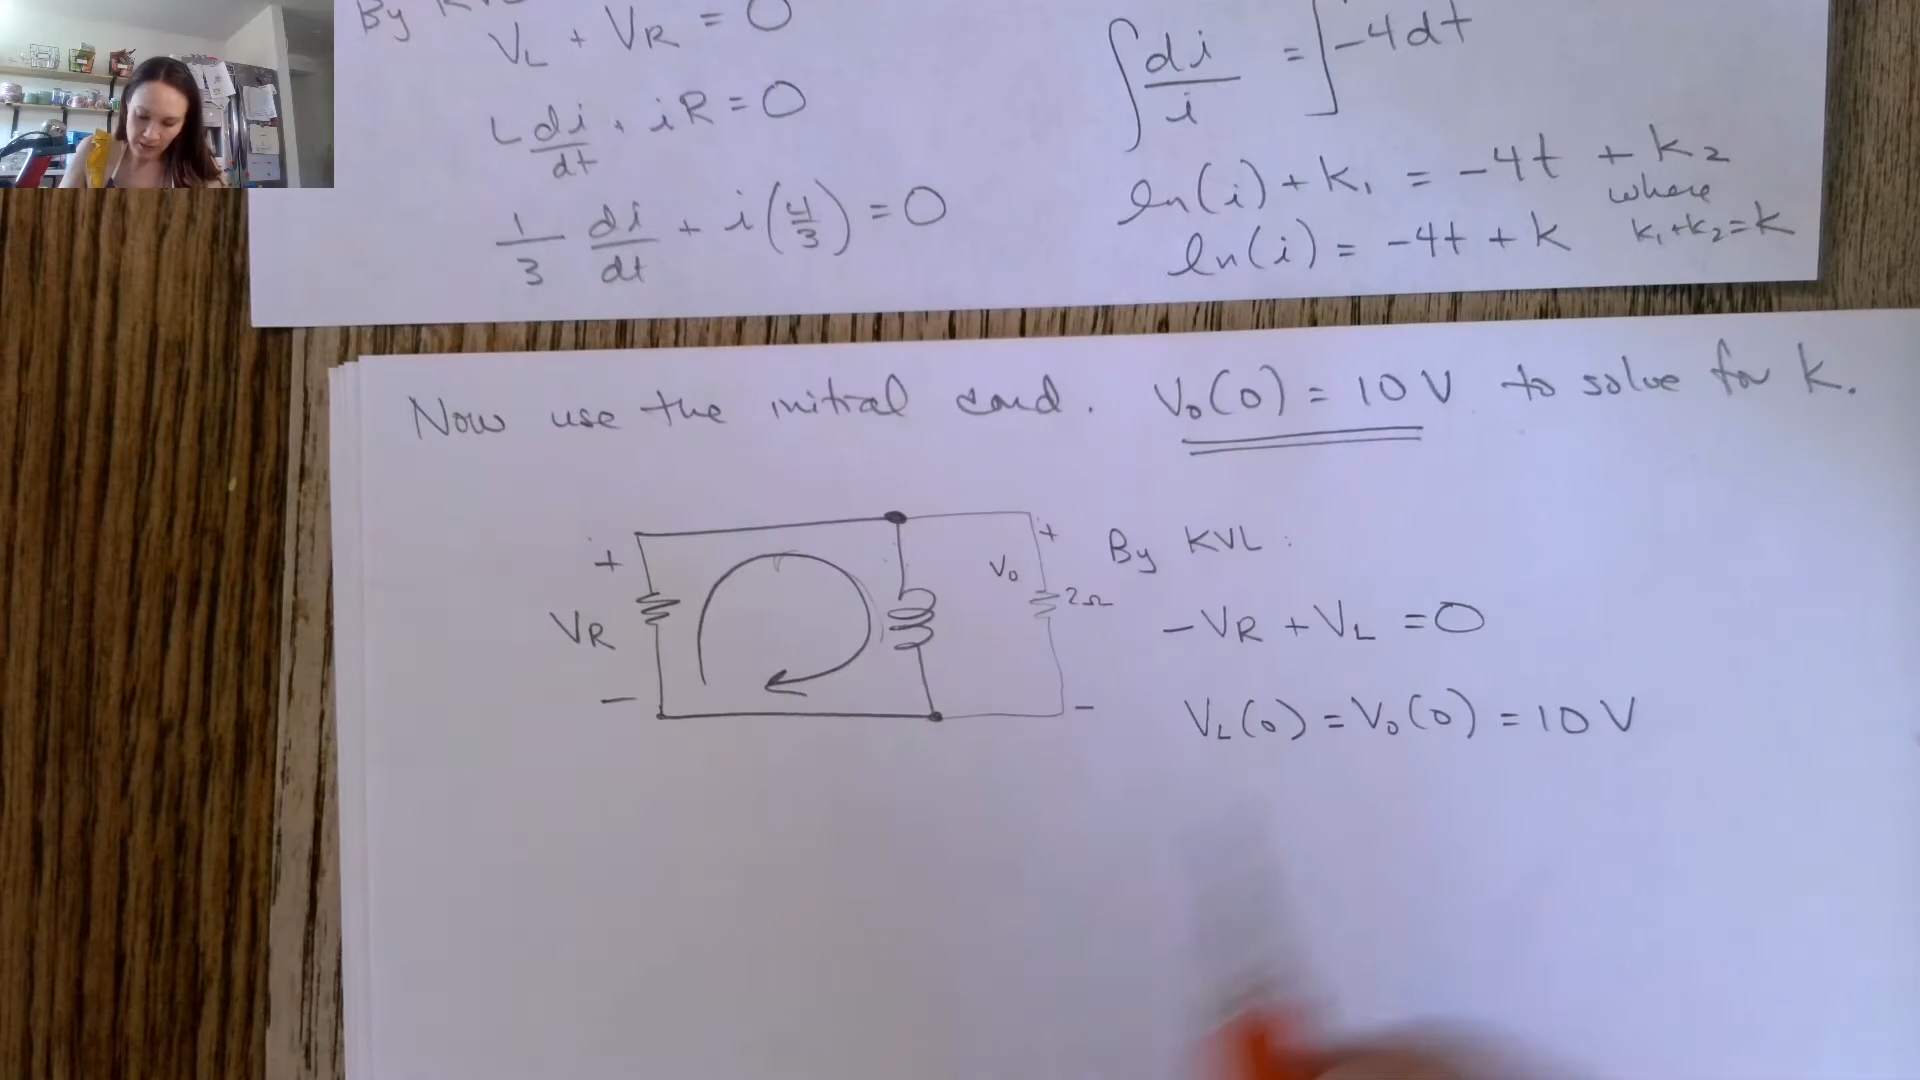 By
V_L + V_R = 0
L di/dt + iR = 0
1/3 di/dt + i(4/3) = 0
∫ di/i = ∫ -4dt
ln(i) + k₁ = -4t + k₂
where
k₁+k₂=k
ln(i) = -4t + k
Now use the initial cond. V₀(0) = 10 V to solve for k.
+
V_R
−
+
V₀
2Ω
−
By KVL:
−V_R + V_L = 0
V_L(0) = V₀(0) = 10 V